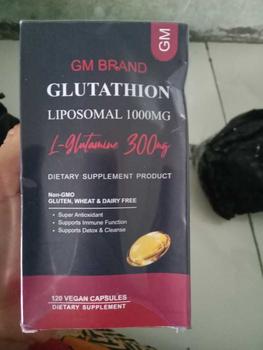 GM
GM BRAND
GLUTATHION
LIPOSOMAL 1000MG
L-glutamine 300mg
DIETARY SUPPLEMENT PRODUCT
Non-GMO
GLUTEN, WHEAT & DAIRY FREE
• Super Antioxidant
• Supports Immune Function
• Supports Detox & Cleanse
120 VEGAN CAPSULES
DIETARY SUPPLEMENT